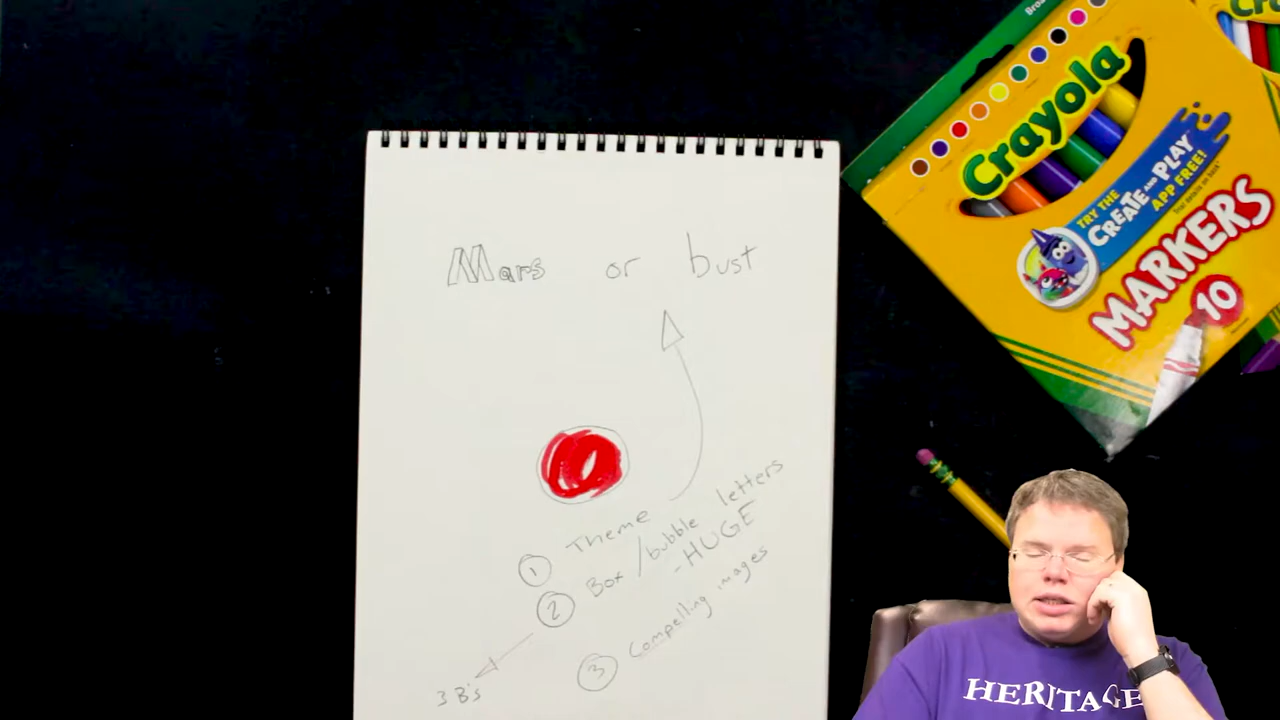 Mars or bust
1 Theme
2 Box/bubble letters
-HUGE
3 Compelling images
3 B's
Crayola
TRY THE
CREATE AND PLAY
APP FREE!
MARKERS
10
HERITAGE